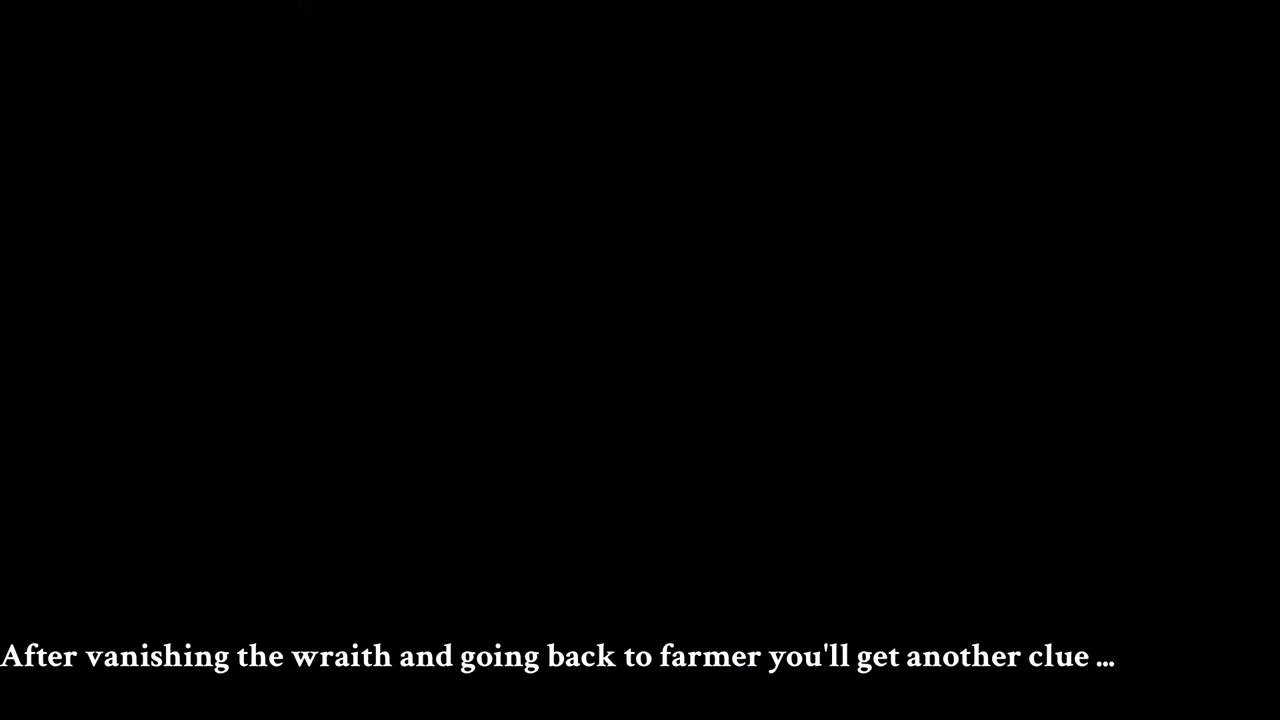 After vanishing the wraith and going back to farmer you'll get another clue ...